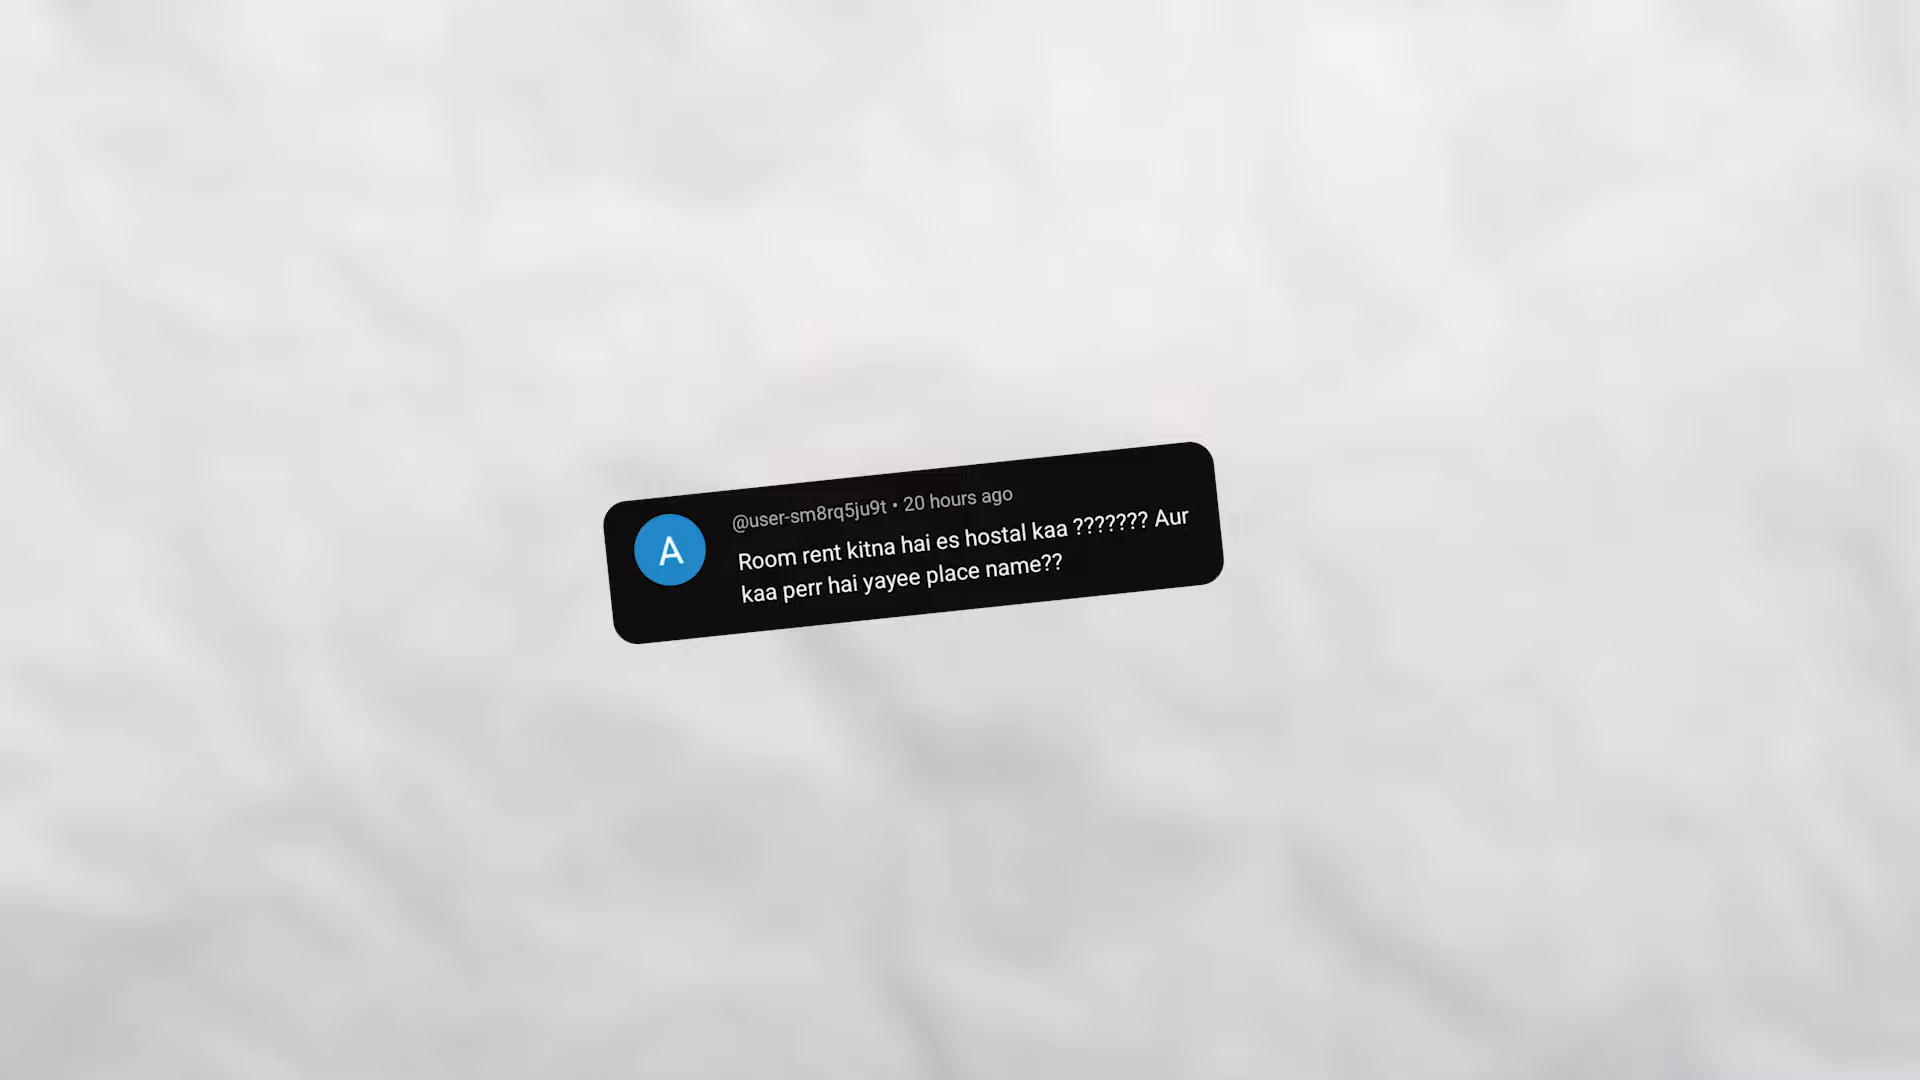 A
@user-sm8rq5ju9t • 20 hours ago
Room rent kitna hai es hostal kaa ??????? Aur
kaa perr hai yayee place name??